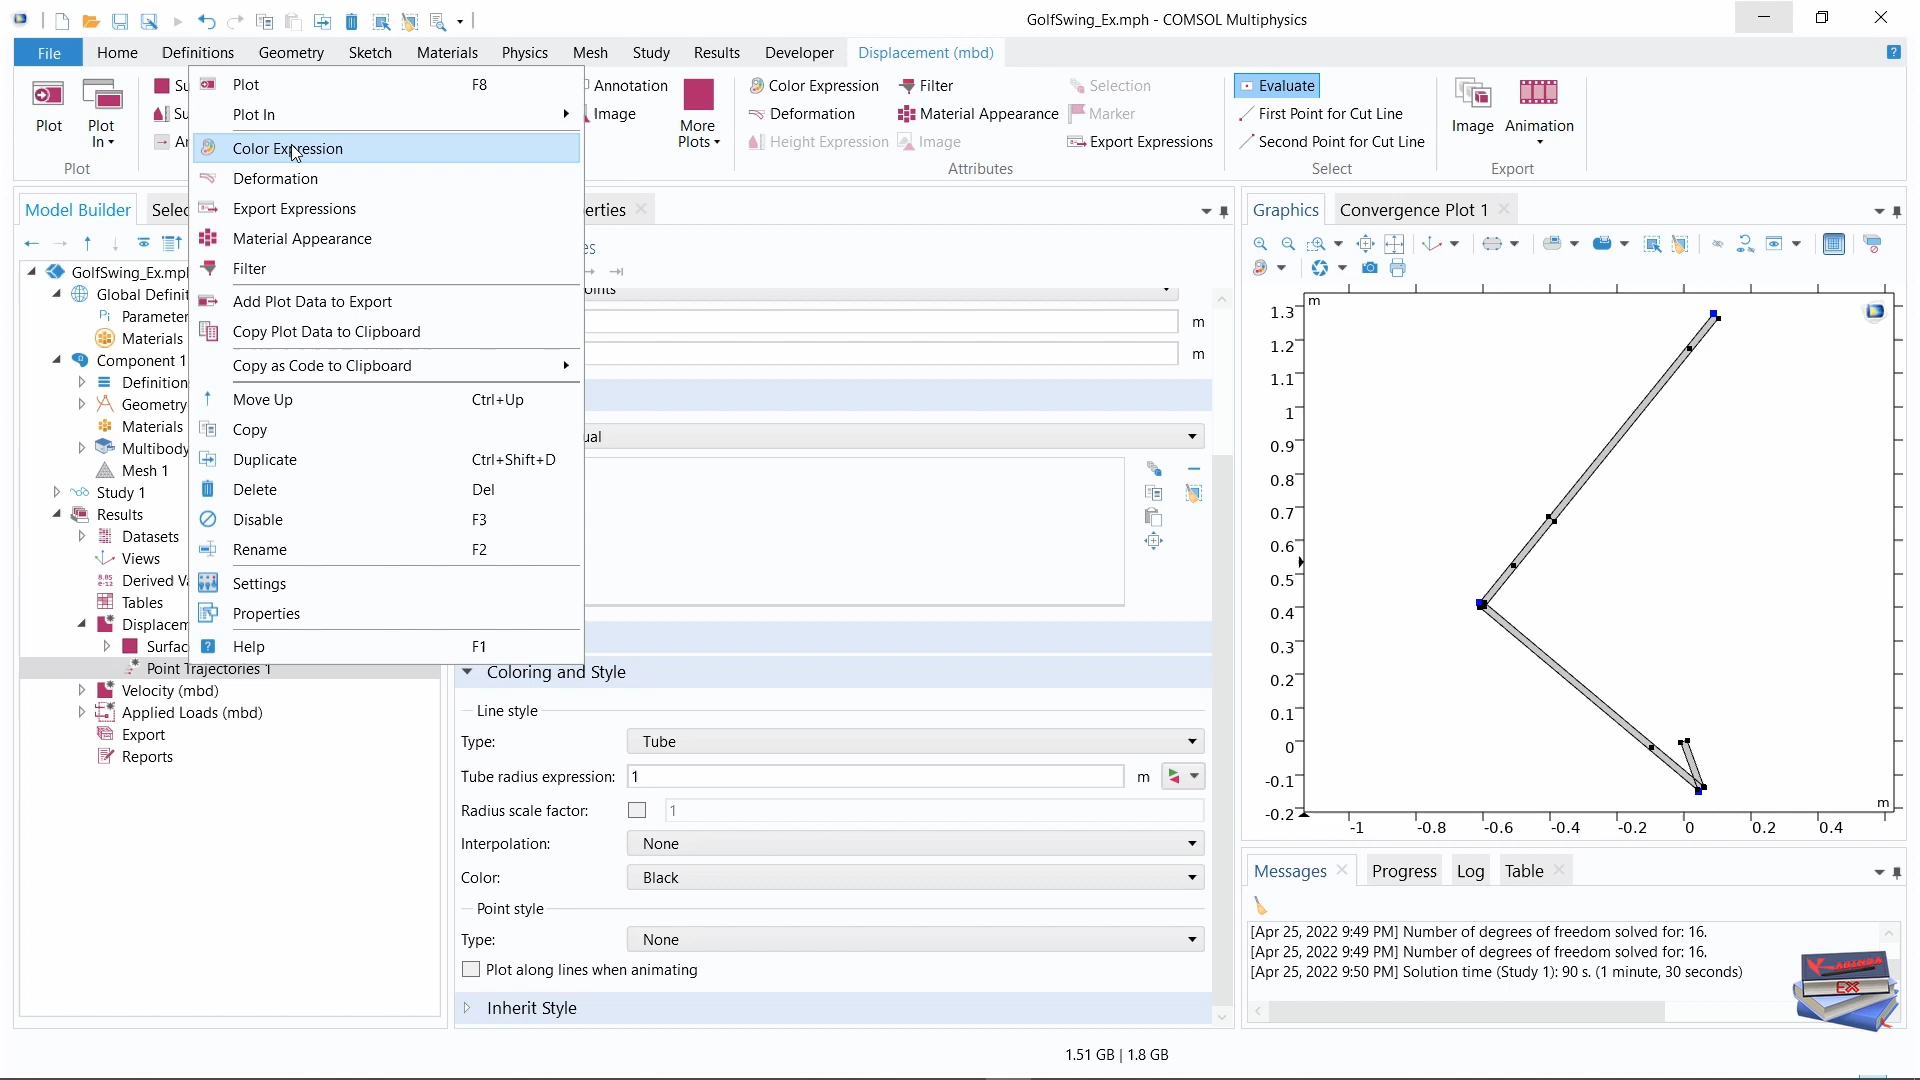 GolfSwing_Ex.mph - COMSOL Multiphysics
File Home Definitions Geometry Sketch Materials Physics Mesh Study Results Developer Displacement (mbd)
Plot
Plot In
Plot
Annotation
Image
More Plots
Color Expression Filter Selection
Deformation Material Appearance Marker
Height Expression Image Export Expressions
Attributes
Evaluate
First Point for Cut Line
Second Point for Cut Line
Select
Image Animation
Export
Plot F8
Plot In
Color Expression
Deformation
Export Expressions
Material Appearance
Filter
Add Plot Data to Export
Copy Plot Data to Clipboard
Copy as Code to Clipboard
Move Up Ctrl+Up
Copy
Duplicate Ctrl+Shift+D
Delete Del
Disable F3
Rename F2
Settings
Properties
Help F1
Model Builder Selec
GolfSwing_Ex.mpl
Global Definit
Pi Parameter
Materials
Component 1
Definition
Geometry
Materials
Multibody
Mesh 1
Study 1
Results
Datasets
Views
8.85 e-12 Derived Va
Tables
Displacem
Surfac
Point Trajectories 1
Velocity (mbd)
Applied Loads (mbd)
Export
Reports
erties
es
m
m
ual
Coloring and Style
Line style
Type: Tube
Tube radius expression: 1 m
Radius scale factor: 1
Interpolation: None
Color: Black
Point style
Type: None
Plot along lines when animating
Inherit Style
Graphics Convergence Plot 1
m
1.3
1.2
1.1
1
0.9
0.8
0.7
0.6
0.5
0.4
0.3
0.2
0.1
0
-0.1
-0.2
m
-1 -0.8 -0.6 -0.4 -0.2 0 0.2 0.4
Messages Progress Log Table
[Apr 25, 2022 9:49 PM] Number of degrees of freedom solved for: 16.
[Apr 25, 2022 9:49 PM] Number of degrees of freedom solved for: 16.
[Apr 25, 2022 9:50 PM] Solution time (Study 1): 90 s. (1 minute, 30 seconds)
EX
1.51 GB | 1.8 GB